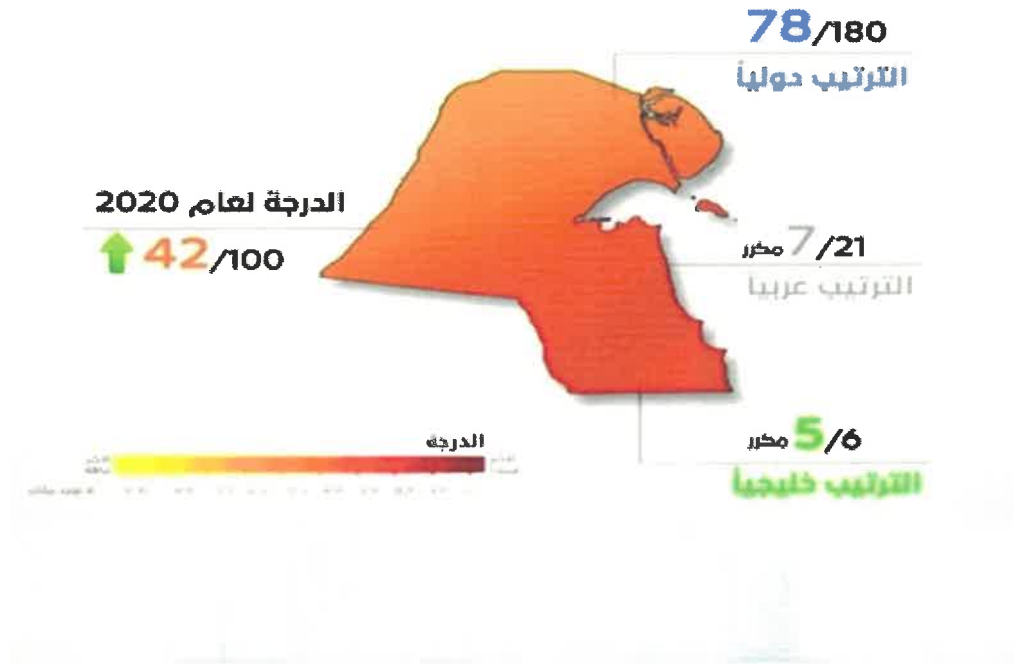 78/180
الترتيب دولياً
الدرجة لعام 2020
42/100
7/21 مكرر
الترتيب عربياً
5/6 مكرر
الترتيب خليجياً
الدرجة